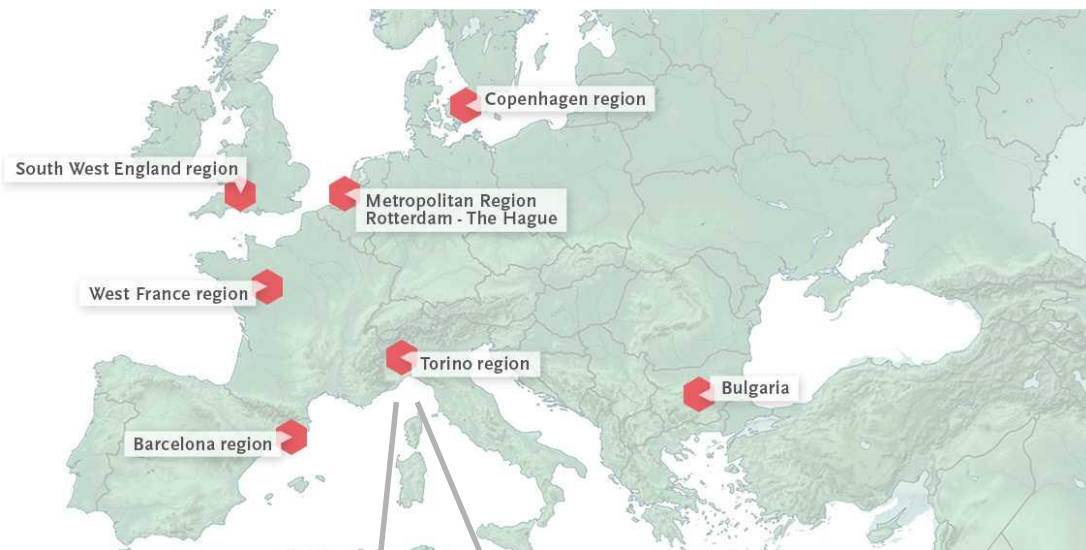 Copenhagen region
South West England region
Metropolitan Region
Rotterdam - The Hague
West France region
Torino region
Bulgaria
Barcelona region